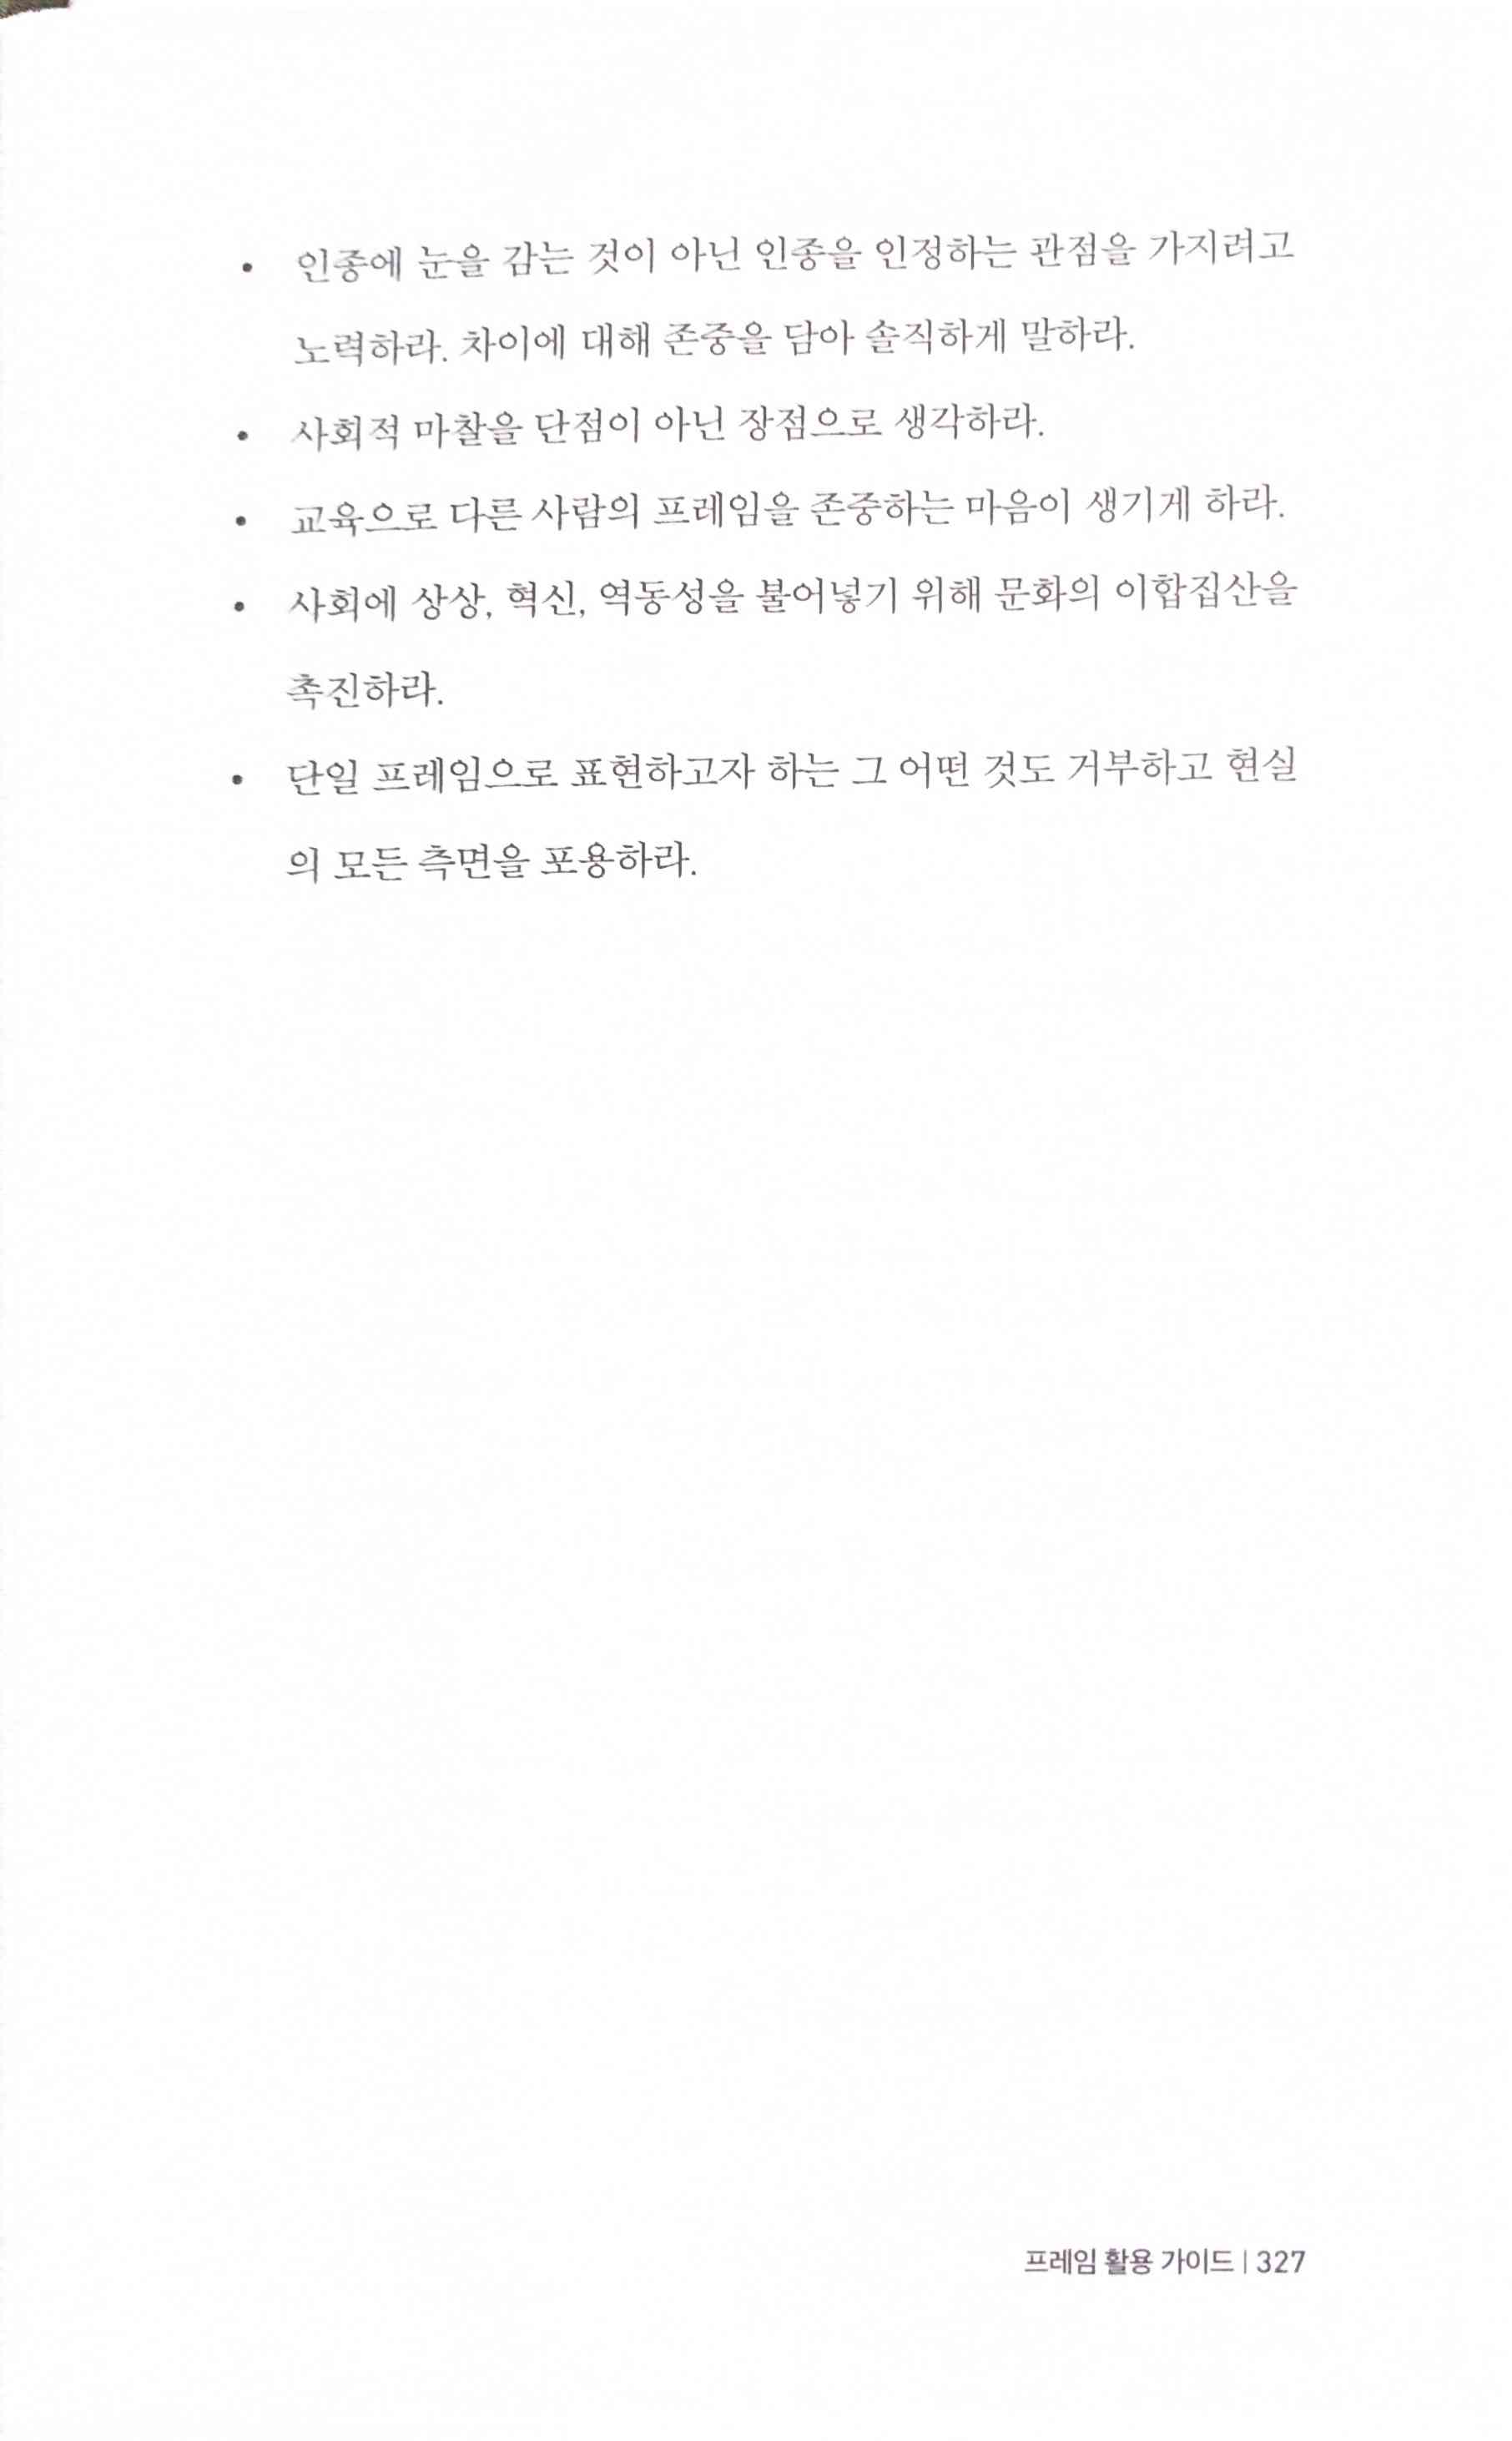 • 인종에 눈을 감는 것이 아닌 인종을 인정하는 관점을 가지려고
노력하라. 차이에 대해 존중을 담아 솔직하게 말하라.
• 사회적 마찰을 단점이 아닌 장점으로 생각하라.
• 교육으로 다른 사람의 프레임을 존중하는 마음이 생기게 하라.
• 사회에 상상, 혁신, 역동성을 불어넣기 위해 문화의 이합집산을
촉진하라.
• 단일 프레임으로 표현하고자 하는 그 어떤 것도 거부하고 현실
의 모든 측면을 포용하라.
프레임 활용 가이드 | 327